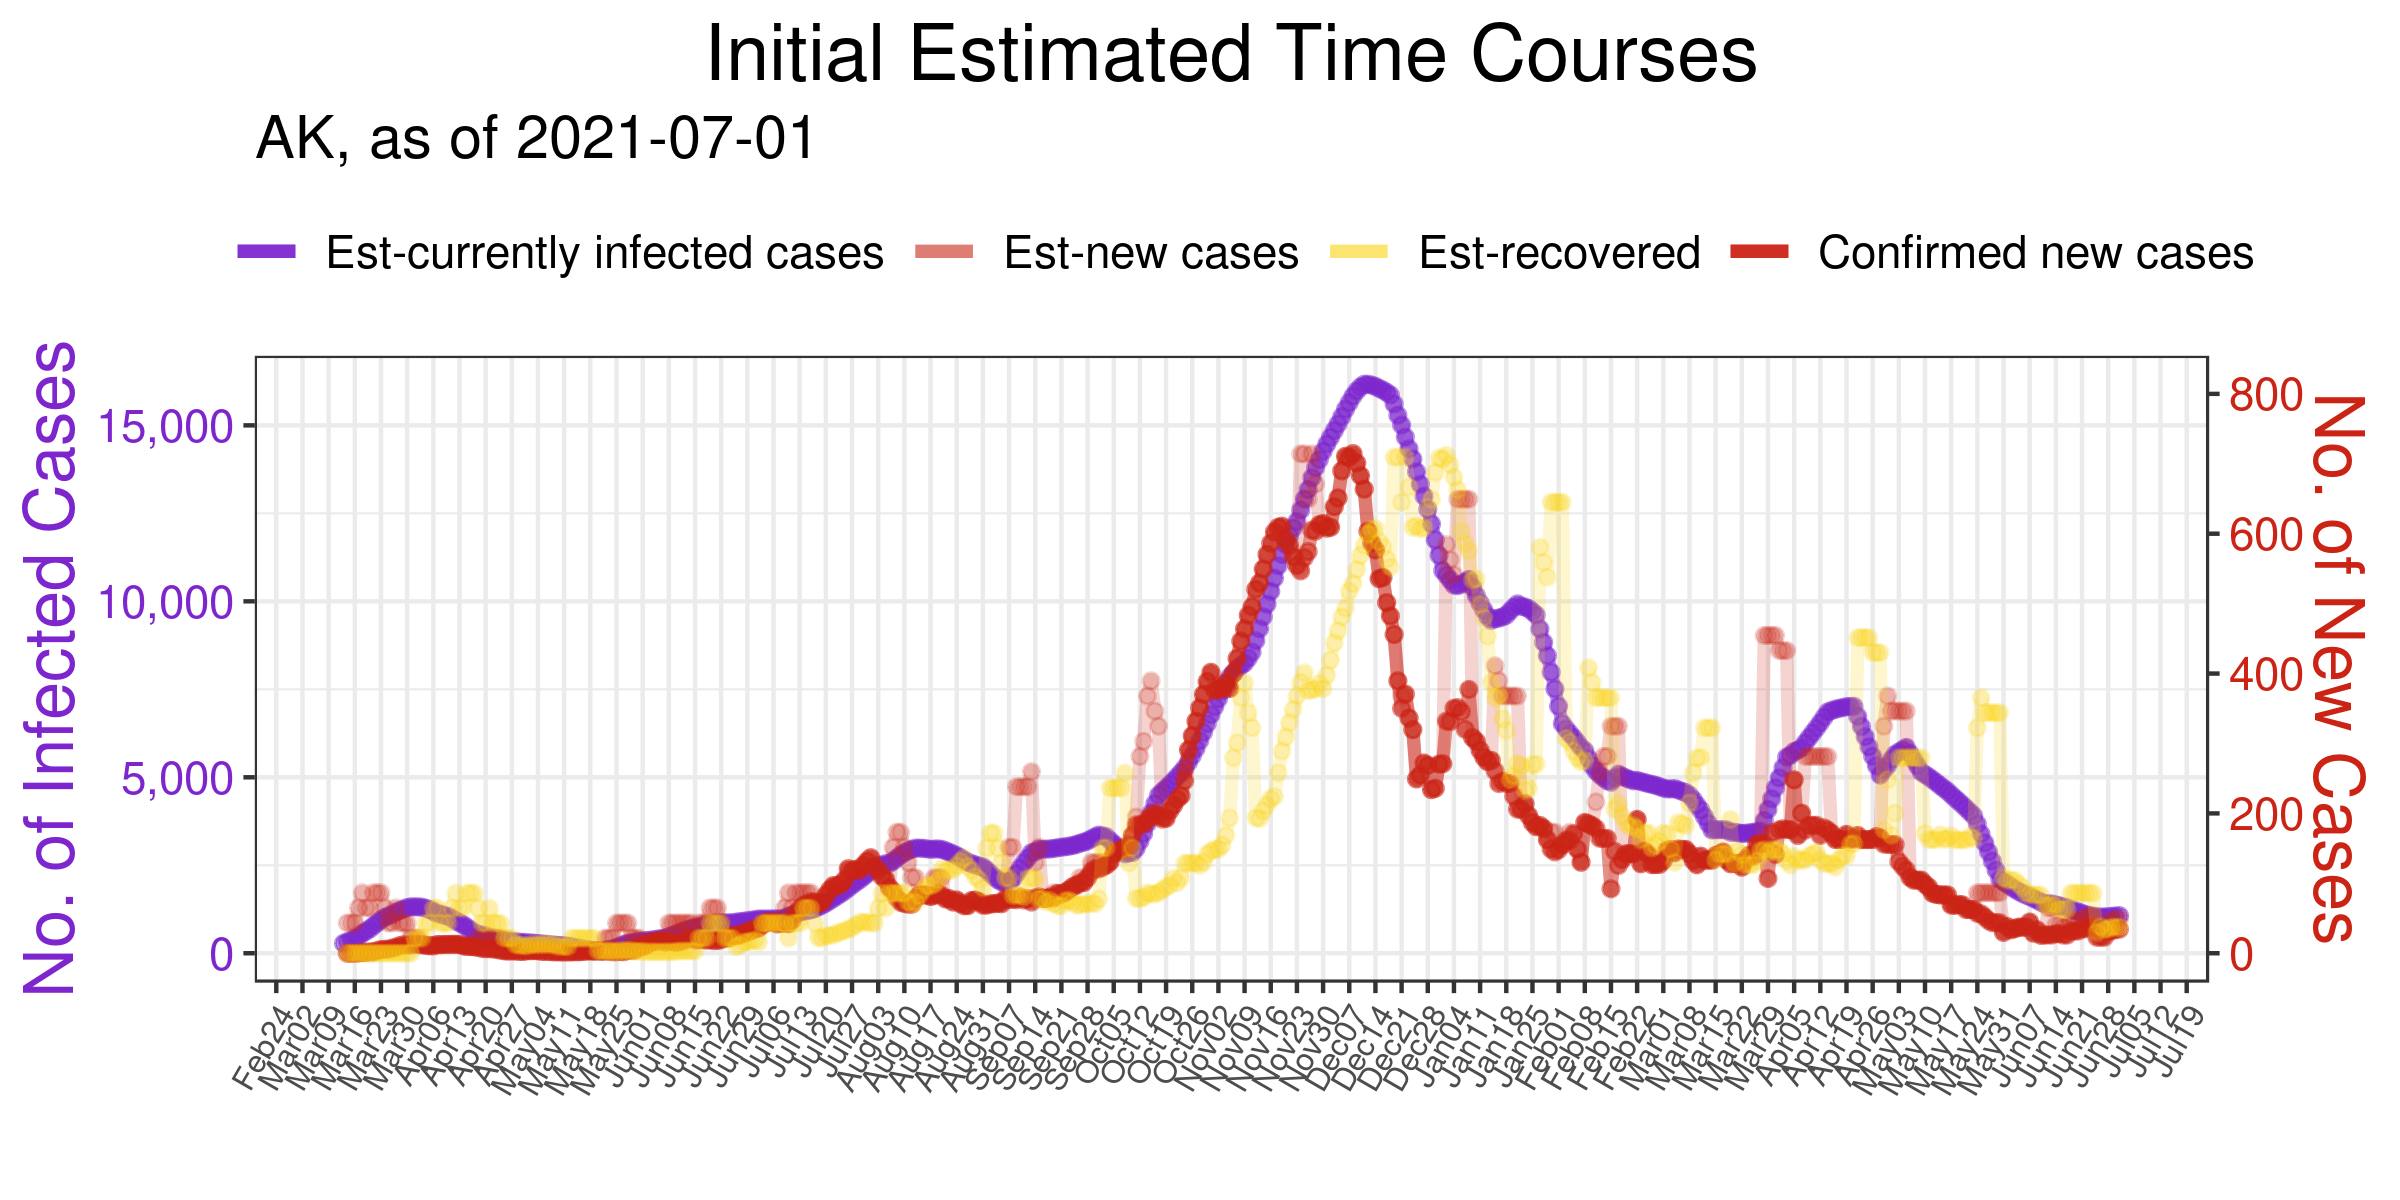 Initial Estimated Time Courses
AK, as of 2021-07-01
Est-currently infected cases Est-new cases Est-recovered Confirmed new cases
No. of Infected Cases
15,000
10,000
5,000
0
800
600
400
200
0
No. of New Cases
Feb24 Mar02 Mar09 Mar16 Mar23 Mar30 Apr06 Apr13 Apr20 Apr27 May04 May11 May18 May25 Jun01 Jun08 Jun15 Jun22 Jun29 Jul06 Jul13 Jul20 Jul27 Aug03 Aug10 Aug17 Aug24 Aug31 Sep07 Sep14 Sep21 Sep28 Oct05 Oct12 Oct19 Oct26 Nov02 Nov09 Nov16 Nov23 Nov30 Dec07 Dec14 Dec21 Dec28 Jan04 Jan11 Jan18 Jan25 Feb01 Feb08 Feb15 Feb22 Mar01 Mar08 Mar15 Mar22 Mar29 Apr05 Apr12 Apr19 Apr26 May03 May10 May17 May24 May31 Jun07 Jun14 Jun21 Jun28 Jul05 Jul12 Jul19